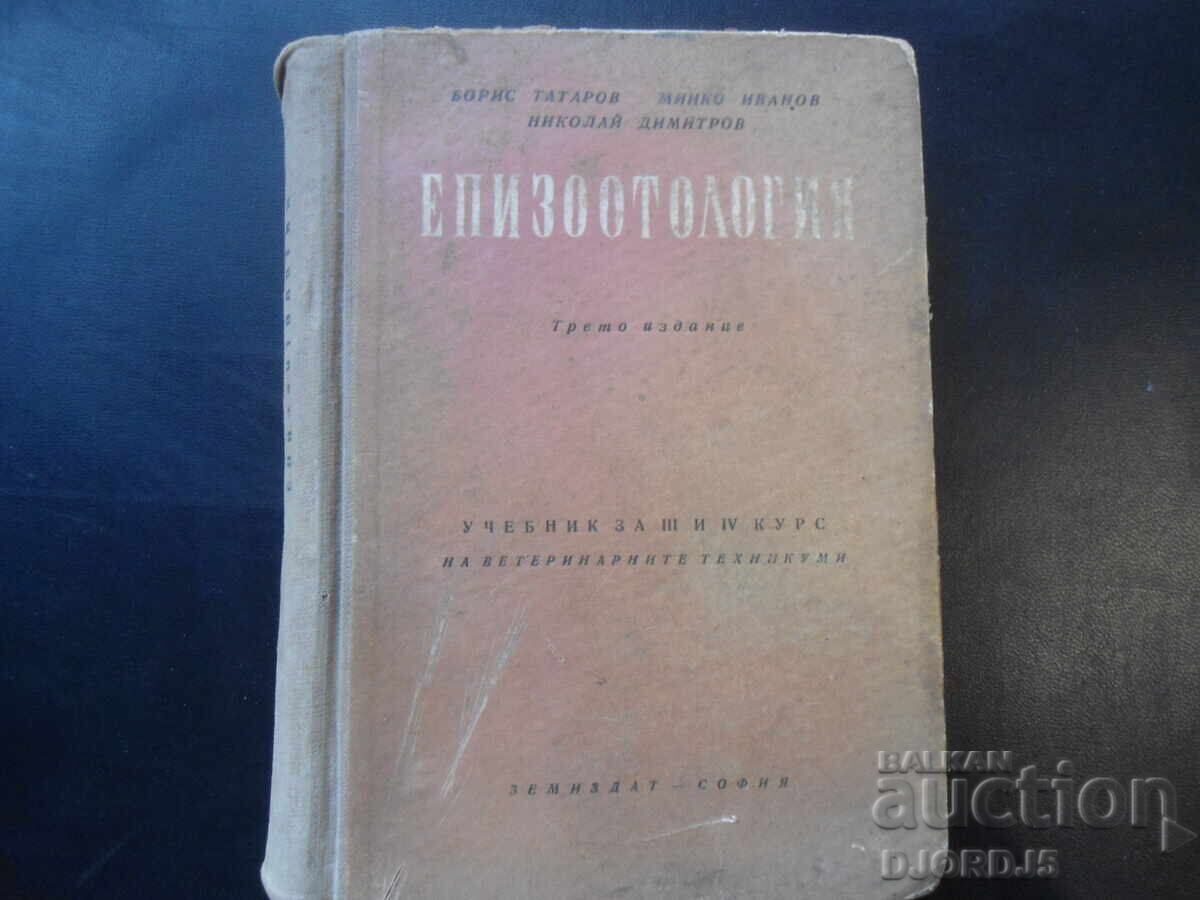 БОРИС ТАТАРОВ МИНКО ИВАНОВ
НИКОЛАЙ ДИМИТРОВ
ЕПИЗООТОЛОГИЯ
Трето издание
УЧЕБНИК ЗА III И IV КУРС
НА ВЕТЕРИНАРНИТЕ ТЕХНИКУМИ
ЗЕМИЗДАТ — СОФИЯ
BALKAN
auction
DJORDJ5